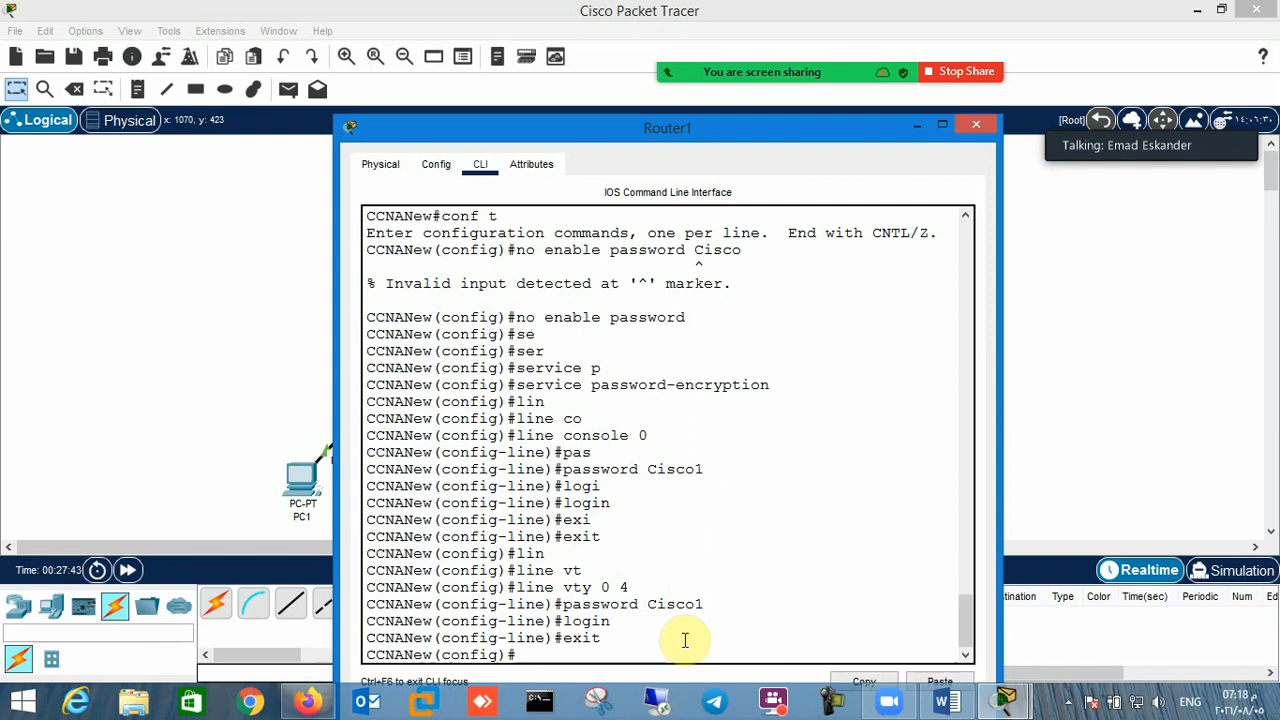 Cisco Packet Tracer
File Edit Options View Tools Extensions Window Help
You are screen sharing
Stop Share
Logical
Physical
x: 1070, y: 423
[Root]
Router1
Talking: Emad Eskander
Physical Config CLI Attributes
IOS Command Line Interface
CCNANew#conf t
Enter configuration commands, one per line. End with CNTL/Z.
CCNANew(config)#no enable password Cisco
^
% Invalid input detected at '^' marker.
CCNANew(config)#no enable password
CCNANew(config)#se
CCNANew(config)#ser
CCNANew(config)#service p
CCNANew(config)#service password-encryption
CCNANew(config)#lin
CCNANew(config)#line co
CCNANew(config)#line console 0
CCNANew(config-line)#pas
CCNANew(config-line)#password Cisco1
CCNANew(config-line)#logi
CCNANew(config-line)#login
CCNANew(config-line)#exi
CCNANew(config-line)#exit
CCNANew(config)#lin
CCNANew(config)#line vt
CCNANew(config)#line vty 0 4
CCNANew(config-line)#password Cisco1
CCNANew(config-line)#login
CCNANew(config-line)#exit
CCNANew(config)#
PC-PT
PC1
Time: 00:27:43
Realtime
Simulation
stination Type Color Time(sec) Periodic Num Ed
Ctrl+F6 to exit CLI focus
Copy
Paste
ENG
07:18 م